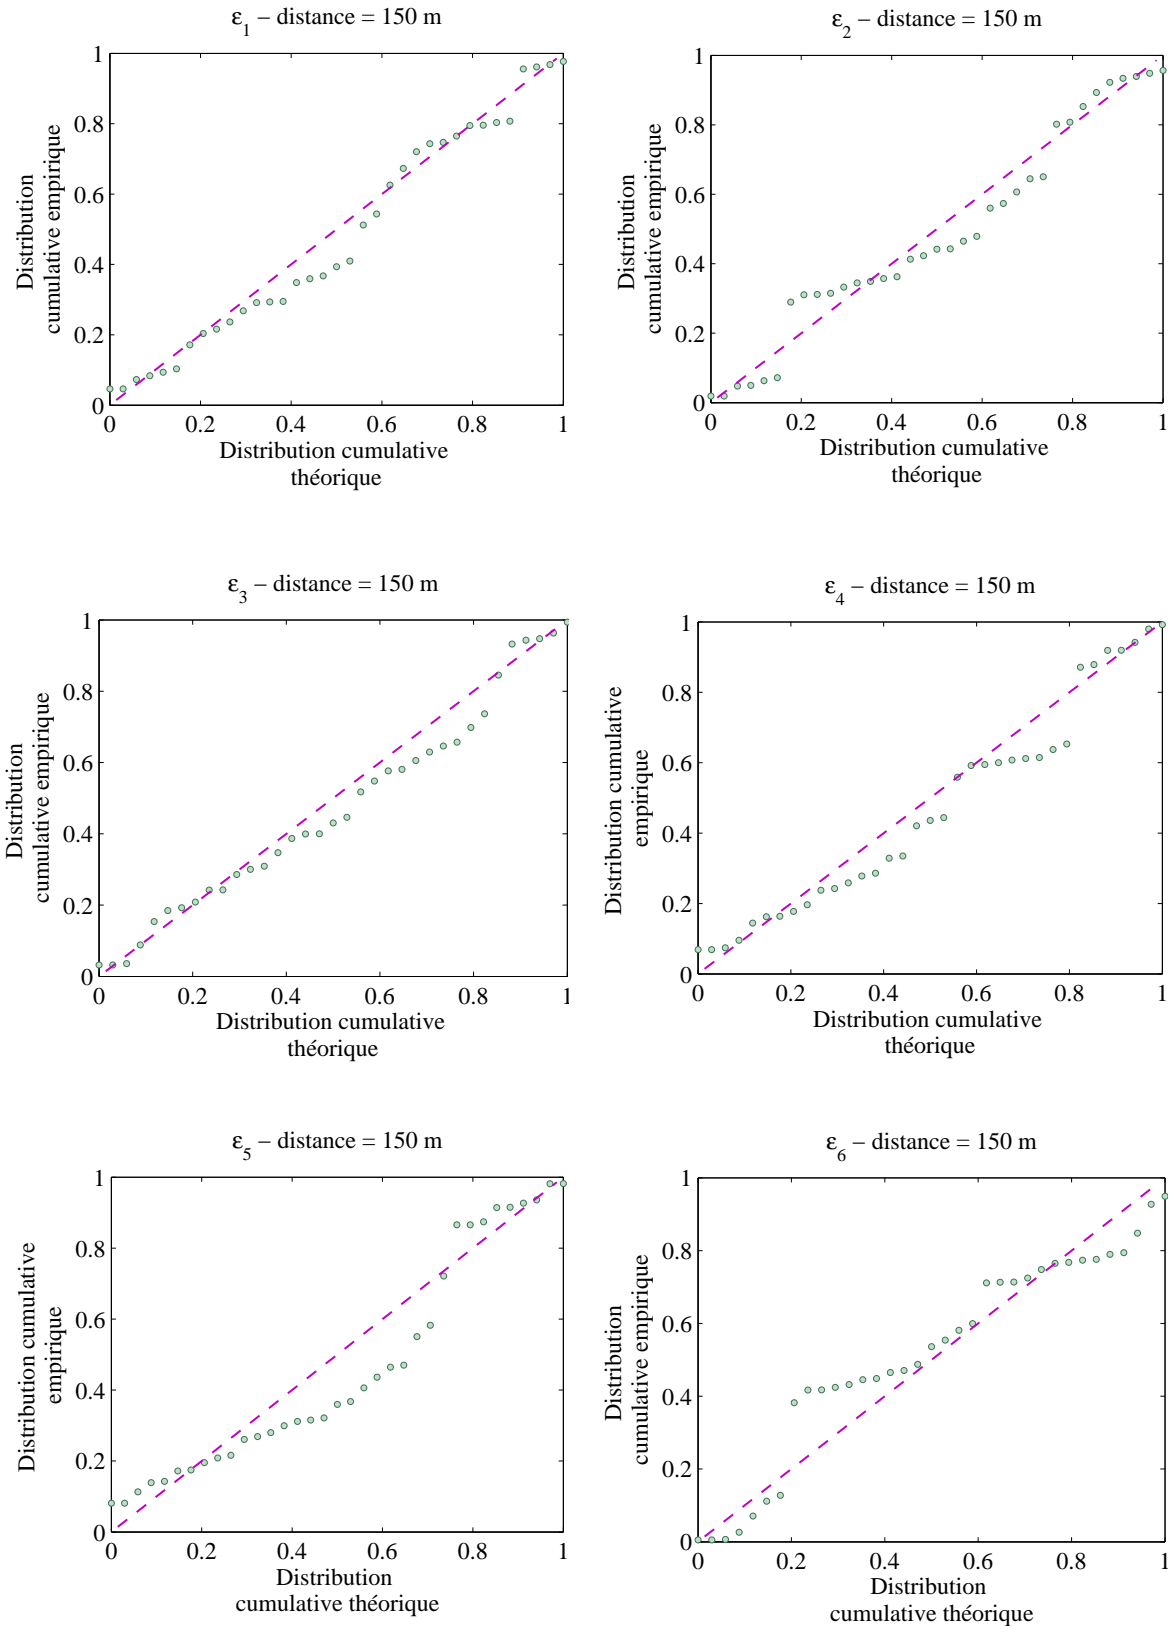 ε1 – distance = 150 m
1
0.8
0.6
0.4
0.2
0
0 0.2 0.4 0.6 0.8 1
Distribution
cumulative empirique
Distribution cumulative
théorique
ε2 – distance = 150 m
1
0.8
0.6
0.4
0.2
0
0 0.2 0.4 0.6 0.8 1
Distribution
cumulative empirique
Distribution cumulative
théorique
ε3 – distance = 150 m
1
0.8
0.6
0.4
0.2
0
0 0.2 0.4 0.6 0.8 1
Distribution
cumulative empirique
Distribution cumulative
théorique
ε4 – distance = 150 m
1
0.8
0.6
0.4
0.2
0
0 0.2 0.4 0.6 0.8 1
Distribution cumulative
empirique
Distribution cumulative
théorique
ε5 – distance = 150 m
1
0.8
0.6
0.4
0.2
0
0 0.2 0.4 0.6 0.8 1
Distribution cumulative
empirique
Distribution
cumulative théorique
ε6 – distance = 150 m
1
0.8
0.6
0.4
0.2
0
0 0.2 0.4 0.6 0.8 1
Distribution
cumulative empirique
Distribution
cumulative théorique